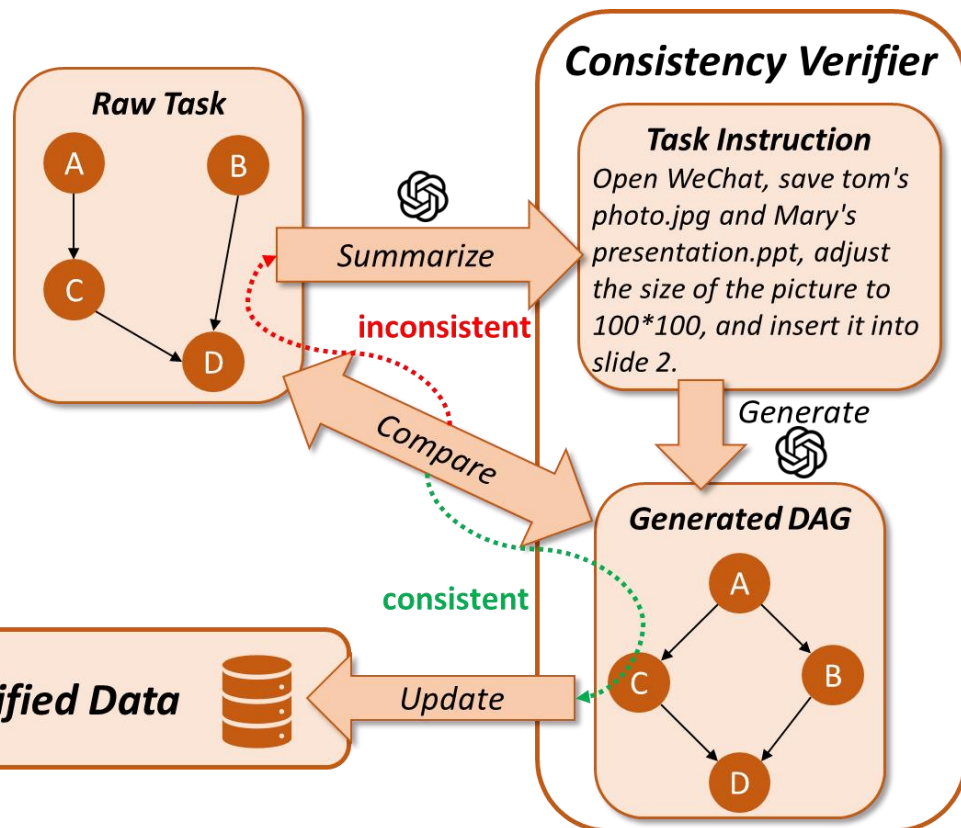 Consistency Verifier
Raw Task
A
B
C
D
Summarize
Task Instruction
Open WeChat, save tom's
photo.jpg and Mary's
presentation.ppt, adjust
the size of the picture to
100*100, and insert it into
slide 2.
inconsistent
Compare
Generate
Generated DAG
A
C
B
D
consistent
Update
ified Data